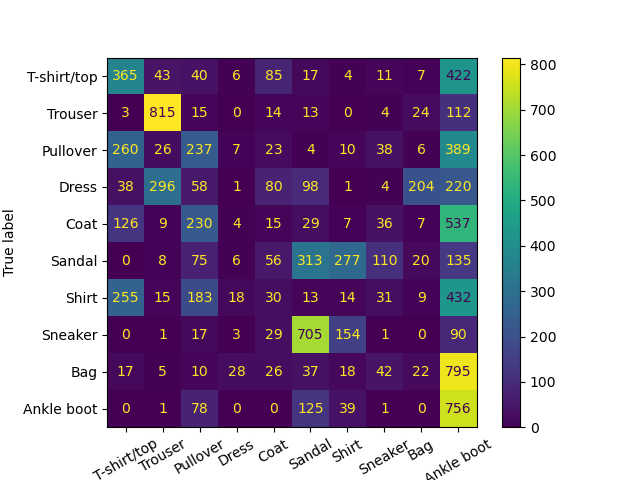 T-shirt/top 365 43 40 6 85 17 4 11 7 422
Trouser 3 815 15 0 14 13 0 4 24 112
Pullover 260 26 237 7 23 4 10 38 6 389
Dress 38 296 58 1 80 98 1 4 204 220
Coat 126 9 230 4 15 29 7 36 7 537
Sandal 0 8 75 6 56 313 277 110 20 135
Shirt 255 15 183 18 30 13 14 31 9 432
Sneaker 0 1 17 3 29 705 154 1 0 90
Bag 17 5 10 28 26 37 18 42 22 795
Ankle boot 0 1 78 0 0 125 39 1 0 756
T-shirt/top Trouser Pullover Dress Coat Sandal Shirt Sneaker Bag Ankle boot
True label
800
700
600
500
400
300
200
100
0